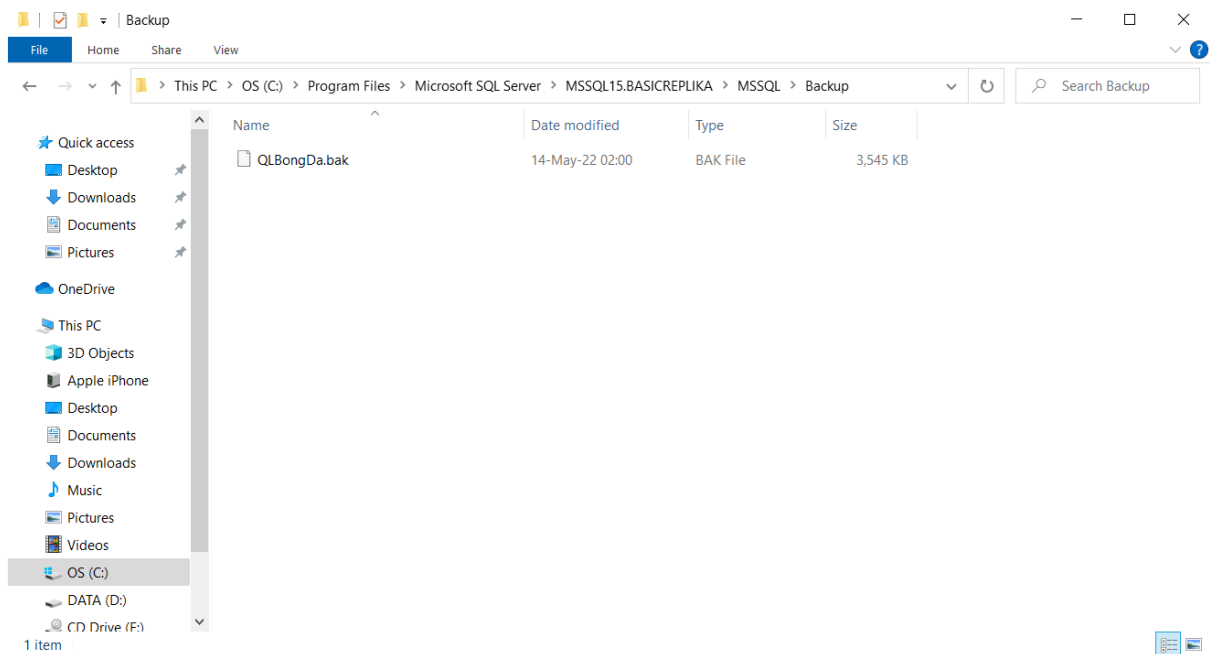 Backup
File Home Share View
This PC > OS (C:) > Program Files > Microsoft SQL Server > MSSQL15.BASICREPLIKA > MSSQL > Backup
Search Backup
Name Date modified Type Size
QLBongDa.bak 14-May-22 02:00 BAK File 3,545 KB
Quick access
Desktop
Downloads
Documents
Pictures
OneDrive
This PC
3D Objects
Apple iPhone
Desktop
Documents
Downloads
Music
Pictures
Videos
OS (C:)
DATA (D:)
CD Drive (F:)
1 item